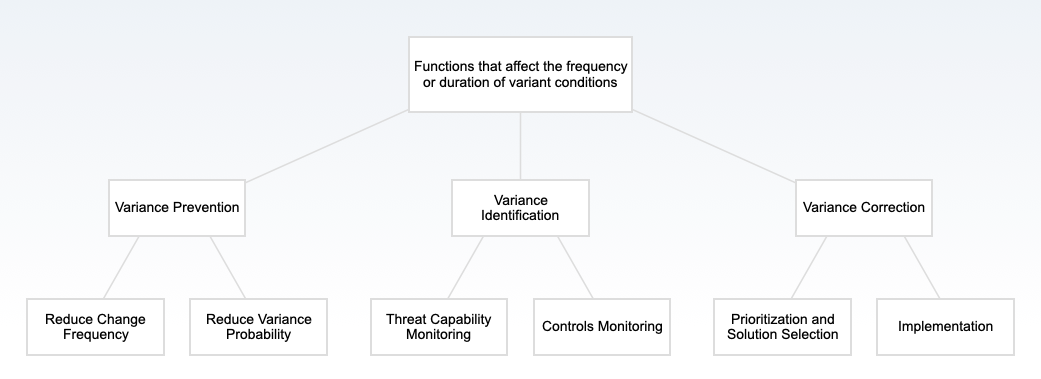 Functions that affect the frequency
or duration of variant conditions
Variance Prevention
Variance
Identification
Variance Correction
Reduce Change
Frequency
Reduce Variance
Probability
Threat Capability
Monitoring
Controls Monitoring
Prioritization and
Solution Selection
Implementation